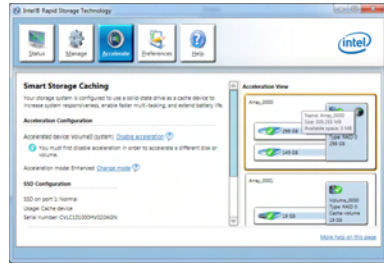 Intel® Rapid Storage Technology
Status
Manage
Accelerate
Preferences
Help
intel
Smart Storage Caching
Your storage system is configured to use a solid-state drive as a cache device to
increase system responsiveness, enable faster multi-tasking, and extend battery life.
Acceleration Configuration
Accelerated device: Volume0 (system) Disable acceleration
You must first disable acceleration in order to accelerate a different disk or
volume.
Acceleration mode: Enhanced Change mode
SSD Configuration
SSD on port 1: Normal
Usage: Cache device
Acceleration View
Array_0000
Name: Array_0000
Available space: 5 MB
Type: RAID 0
298 GB
149 GB
Array_0001
Volume_0000
Type: RAID 0
Cache volume
19 GB
19 GB
More help on this page